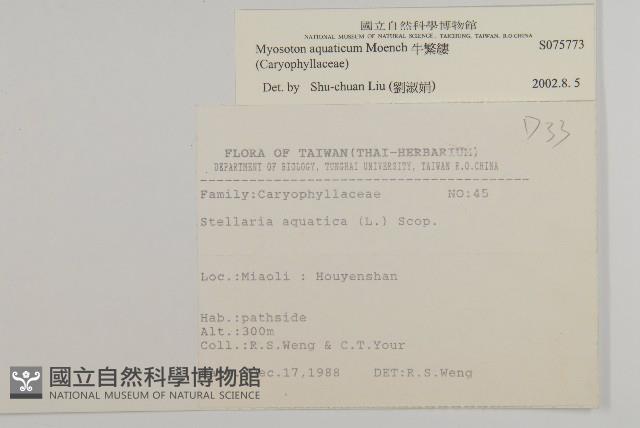 國立自然科學博物館
NATIONAL MUSEUM OF NATURAL SCIENCE, TAICHUNG, TAIWAN, R.O.CHINA
Myosoton aquaticum Moench 牛繁縷 S075773
(Caryophyllaceae)
Det. by Shu-chuan Liu (劉淑娟) 2002.8. 5
D33
FLORA OF TAIWAN(THAI-HERBARIUM)
DEPARTMENT OF BIOLOGY, TUNGHAI UNIVERSITY, TAIWAN R.O.CHINA
Family:Caryophyllaceae NO:45
Stellaria aquatica (L.) Scop.
Loc.:Miaoli : Houyenshan
Hab.:pathside
Alt.:300m
Coll.:R.S.Weng & C.T.Your
ec.17,1988 DET:R.S.Weng
國立自然科學博物館
NATIONAL MUSEUM OF NATURAL SCIENCE